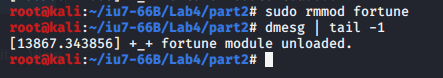 root@kali:~/iu7-66B/Lab4/part2# sudo rmmod fortune
root@kali:~/iu7-66B/Lab4/part2# dmesg | tail -1
[13867.343856] +_+ fortune module unloaded.
root@kali:~/iu7-66B/Lab4/part2#